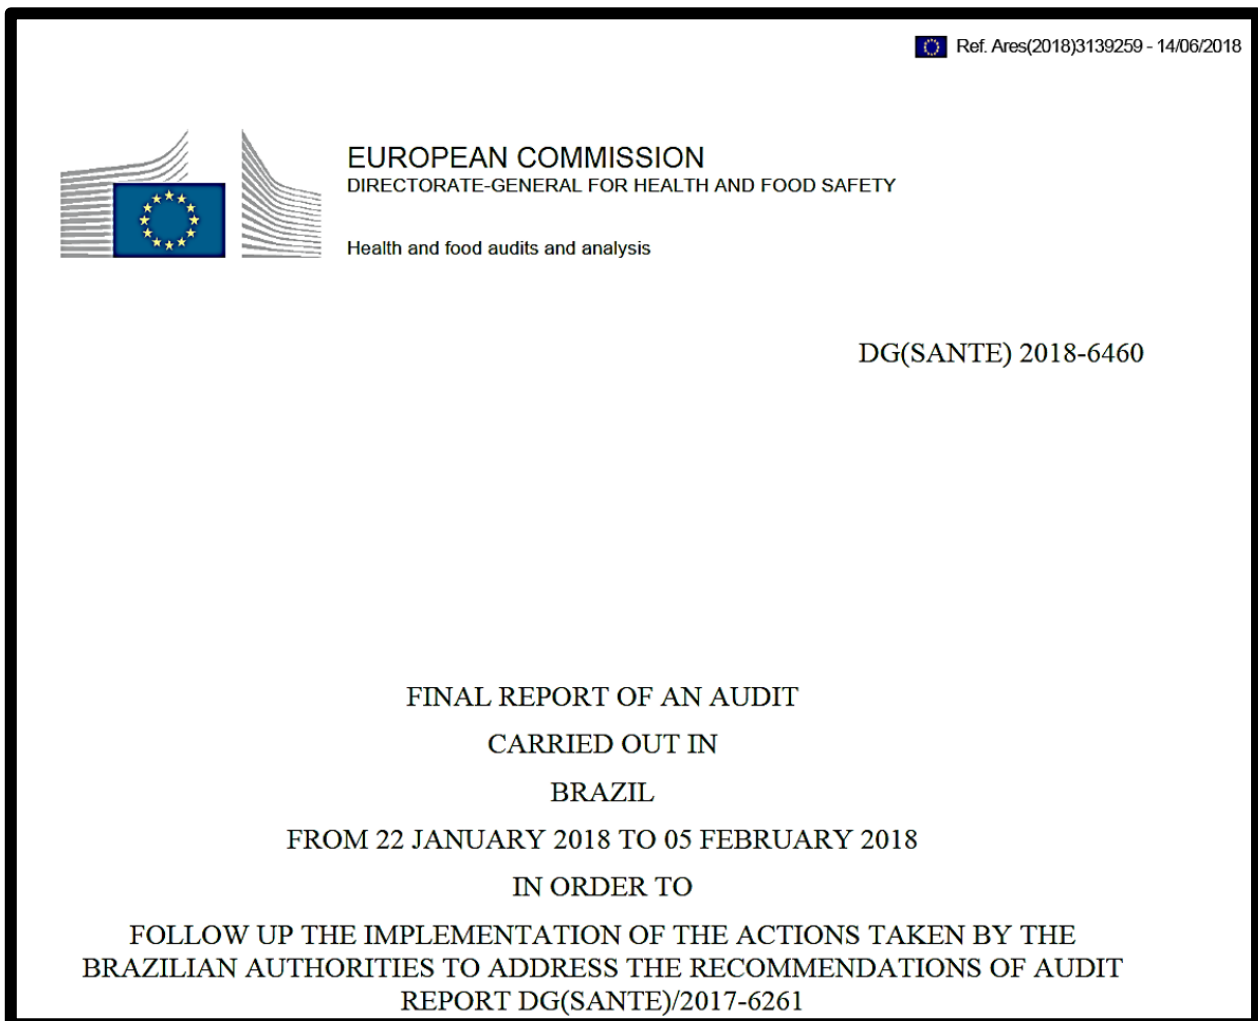 Ref. Ares(2018)3139259 - 14/06/2018
EUROPEAN COMMISSION
DIRECTORATE-GENERAL FOR HEALTH AND FOOD SAFETY
Health and food audits and analysis
DG(SANTE) 2018-6460
FINAL REPORT OF AN AUDIT
CARRIED OUT IN
BRAZIL
FROM 22 JANUARY 2018 TO 05 FEBRUARY 2018
IN ORDER TO
FOLLOW UP THE IMPLEMENTATION OF THE ACTIONS TAKEN BY THE
BRAZILIAN AUTHORITIES TO ADDRESS THE RECOMMENDATIONS OF AUDIT
REPORT DG(SANTE)/2017-6261